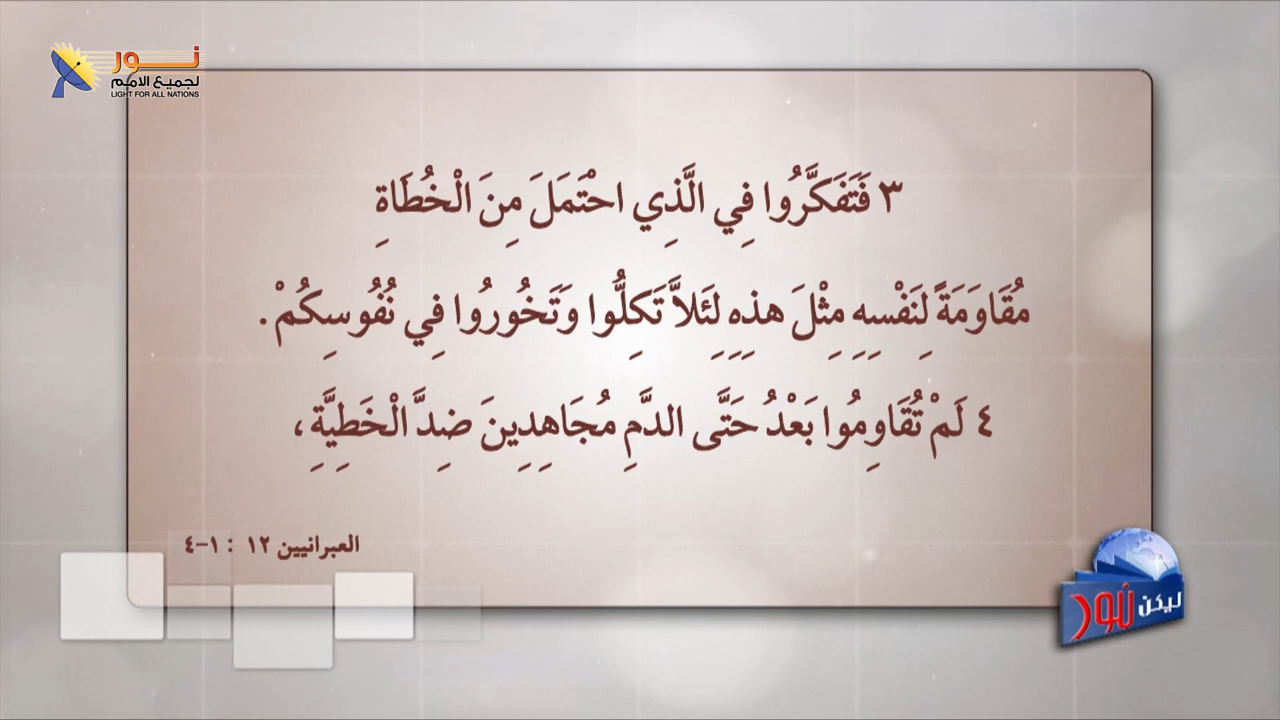 نور
لجميع الامم
LIGHT FOR ALL NATIONS
٣ فَتَفَكَّرُوا فِي الَّذِي احْتَمَلَ مِنَ الْخُطَاةِ
مُقَاوَمَةً لِنَفْسِهِ مِثْلَ هذِهِ لِئَلاَّ تَكِلُّوا وَتَخُورُوا فِي نُفُوسِكُمْ.
٤ لَمْ تُقَاوِمُوا بَعْدُ حَتَّى الدَّمِ مُجَاهِدِينَ ضِدَّ الْخَطِيَّةِ،
العبرانيين ١٢ : ١-٤
ليكن نور